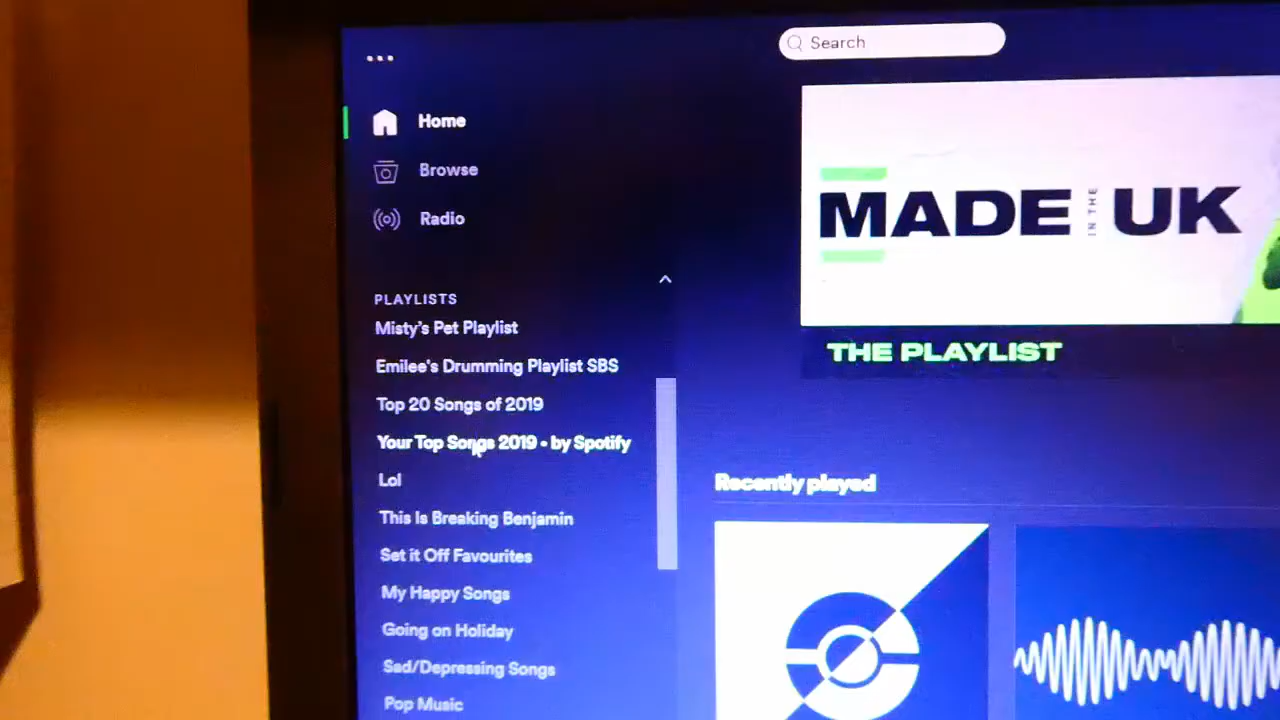 Search
Home
Browse
Radio
MADE IN THE UK
THE PLAYLIST
PLAYLISTS
Misty's Pet Playlist
Emilee's Drumming Playlist SBS
Top 20 Songs of 2019
Your Top Songs 2019 • by Spotify
Lol
This Is Breaking Benjamin
Set it Off Favourites
My Happy Songs
Going on Holiday
Sad/Depressing Songs
Pop Music
Recently played